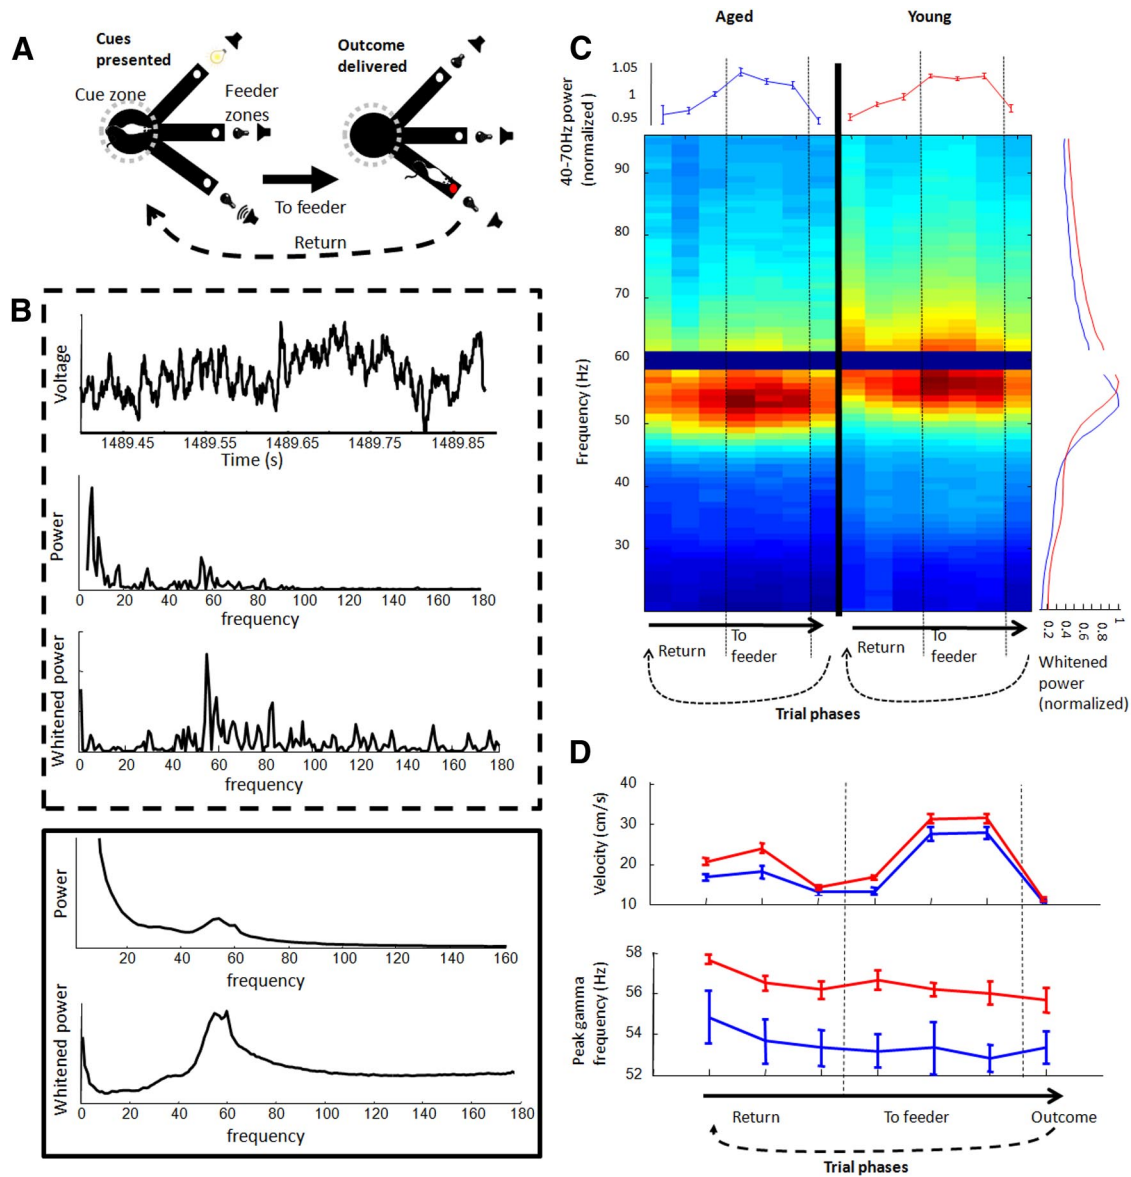 A
Cues
presented
Cue zone
Feeder
zones
To feeder
Return
Outcome
delivered
B
Voltage
1489.45 1489.55 1489.65 1489.75 1489.85
Time (s)
Power
0 20 40 60 80 100 120 140 160 180
frequency
Whitened power
0 20 40 60 80 100 120 140 160 180
frequency
Power
20 40 60 80 100 120 140 160
frequency
Whitened power
0 20 40 60 80 100 120 140 160 180
frequency
C
Aged Young
40-70Hz power
(normalized)
1.05
1
0.95
Frequency (Hz)
90
80
70
60
50
40
30
Return To
feeder
Return To
feeder
Trial phases
0.2 0.4 0.6 0.8 1
Whitened
power
(normalized)
D
Velocity (cm/s)
40
30
20
10
Peak gamma
frequency (Hz)
58
56
54
52
Return To feeder Outcome
Trial phases